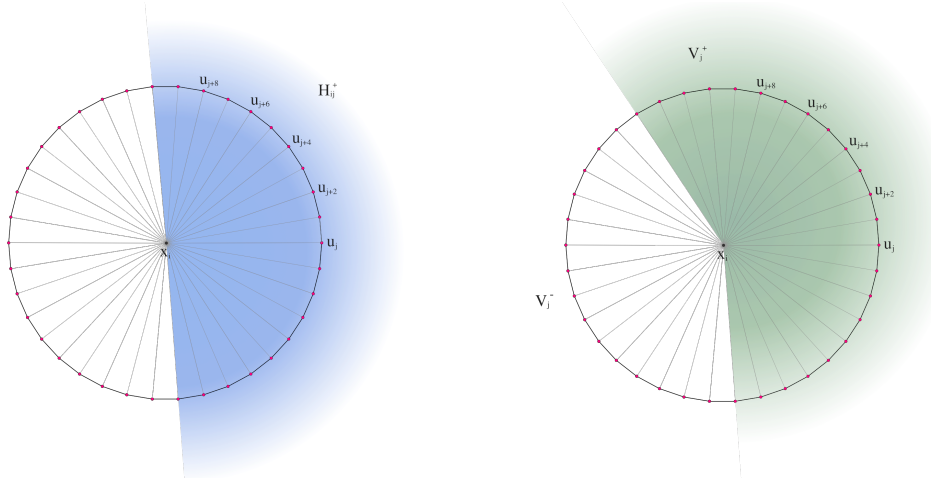 u_{j+8}
H_{ij}^+
u_{j+6}
u_{j+4}
u_{j+2}
u_j
x_i
V_j^+
u_{j+8}
u_{j+6}
u_{j+4}
u_{j+2}
u_j
x_i
V_j^-